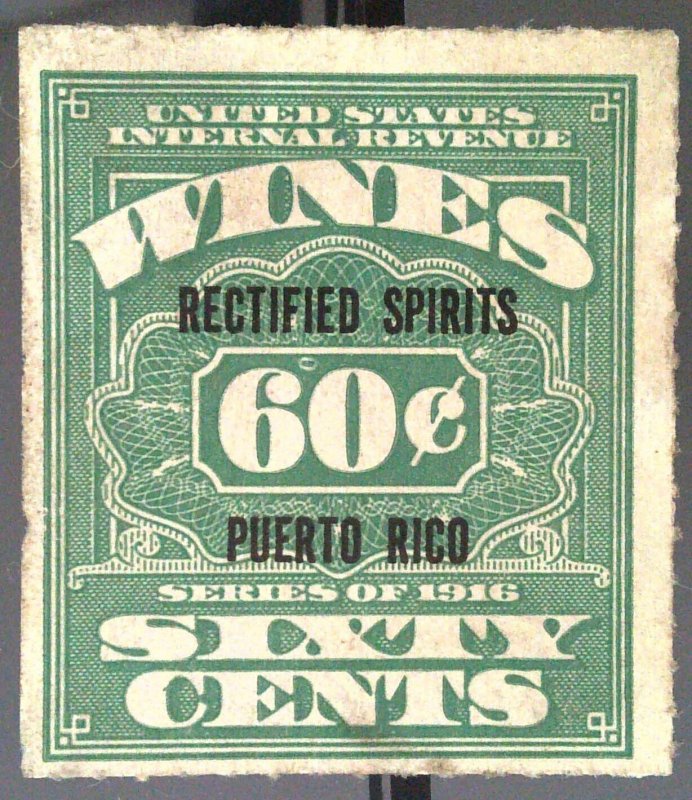 UNITED STATES
INTERNAL REVENUE
WINES
RECTIFIED SPIRITS
60¢
PUERTO RICO
SERIES OF 1916
SIXTY
CENTS